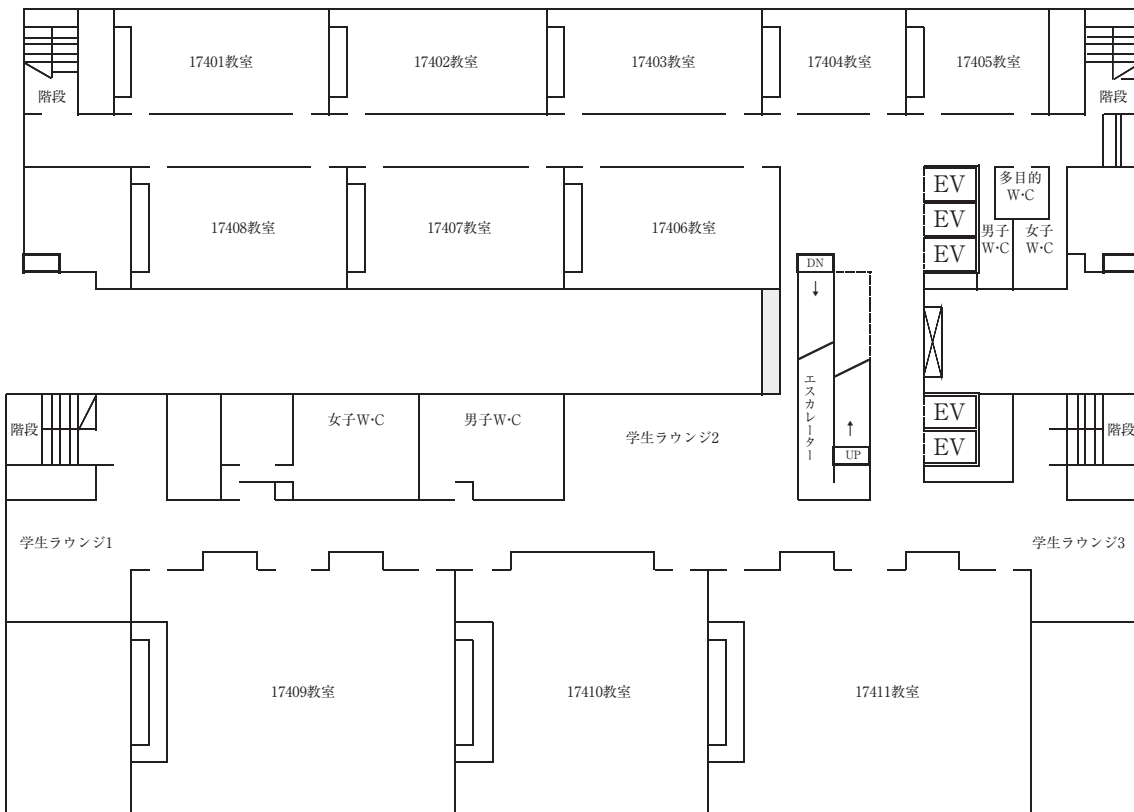 17401教室
17402教室
17403教室
17404教室
17405教室
階段
階段
EV
EV
EV
多目的
W·C
男子
W·C
女子
W·C
17408教室
17407教室
17406教室
DN
↓
エスカレーター
↑
UP
階段
女子W·C
男子W·C
学生ラウンジ2
EV
EV
階段
学生ラウンジ1
学生ラウンジ3
17409教室
17410教室
17411教室